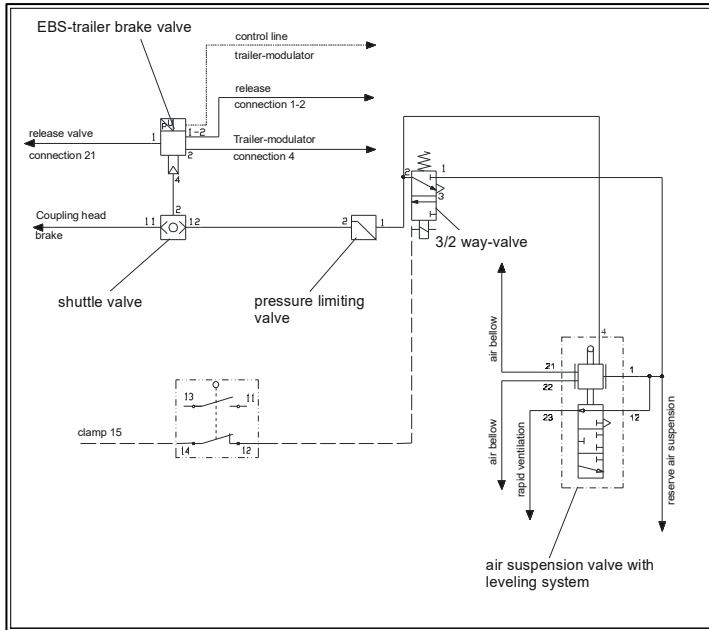 EBS-trailer brake valve
control line
trailer-modulator
release
connection 1-2
1
1-2
2
release valve
connection 21
Trailer-modulator
connection 4
4
2
1
3
2
Coupling head
brake
11
12
2
1
3/2 way-valve
shuttle valve
pressure limiting
valve
air bellow
4
21
1
22
13
11
23
12
clamp 15
14
12
air bellow
rapid ventilation
reserve air suspension
air suspension valve with
leveling system